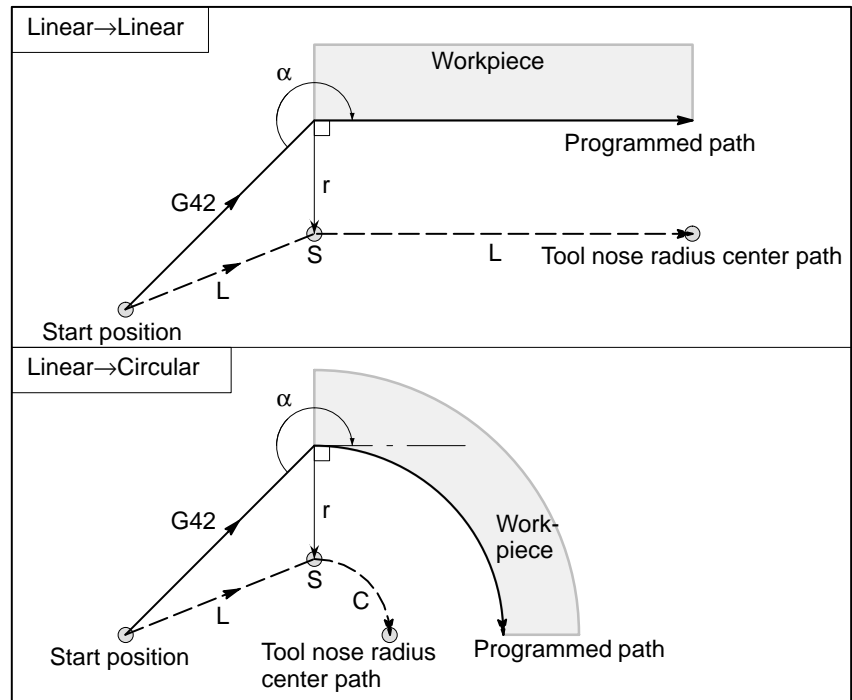 Linear→Linear
α
Workpiece
Programmed path
r
G42
S
L
L
Tool nose radius center path
Start position
Linear→Circular
α
G42
r
Work-
piece
S
C
L
Start position
Tool nose radius
center path
Programmed path